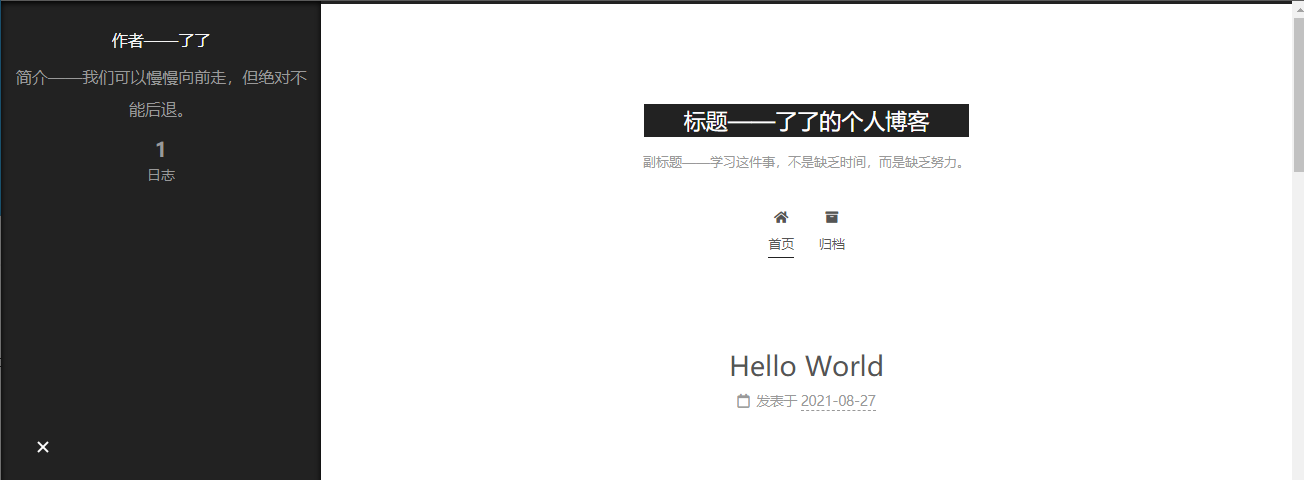 作者——了了
简介——我们可以慢慢向前走，但绝对不
能后退。
1
日志
标题——了了的个人博客
副标题——学习这件事，不是缺乏时间，而是缺乏努力。
首页 归档
Hello World
发表于 2021-08-27